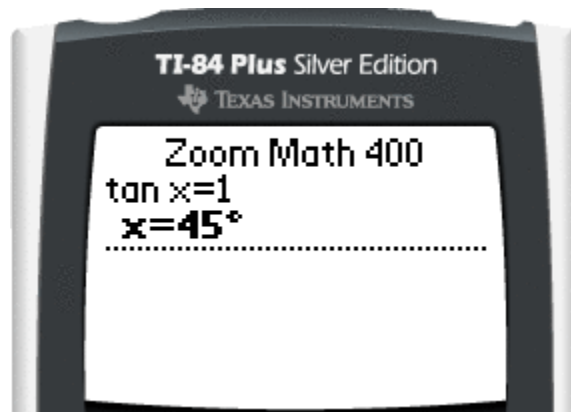 TI-84 Plus Silver Edition
TEXAS INSTRUMENTS
Zoom Math 400
tan x=1
x=45°